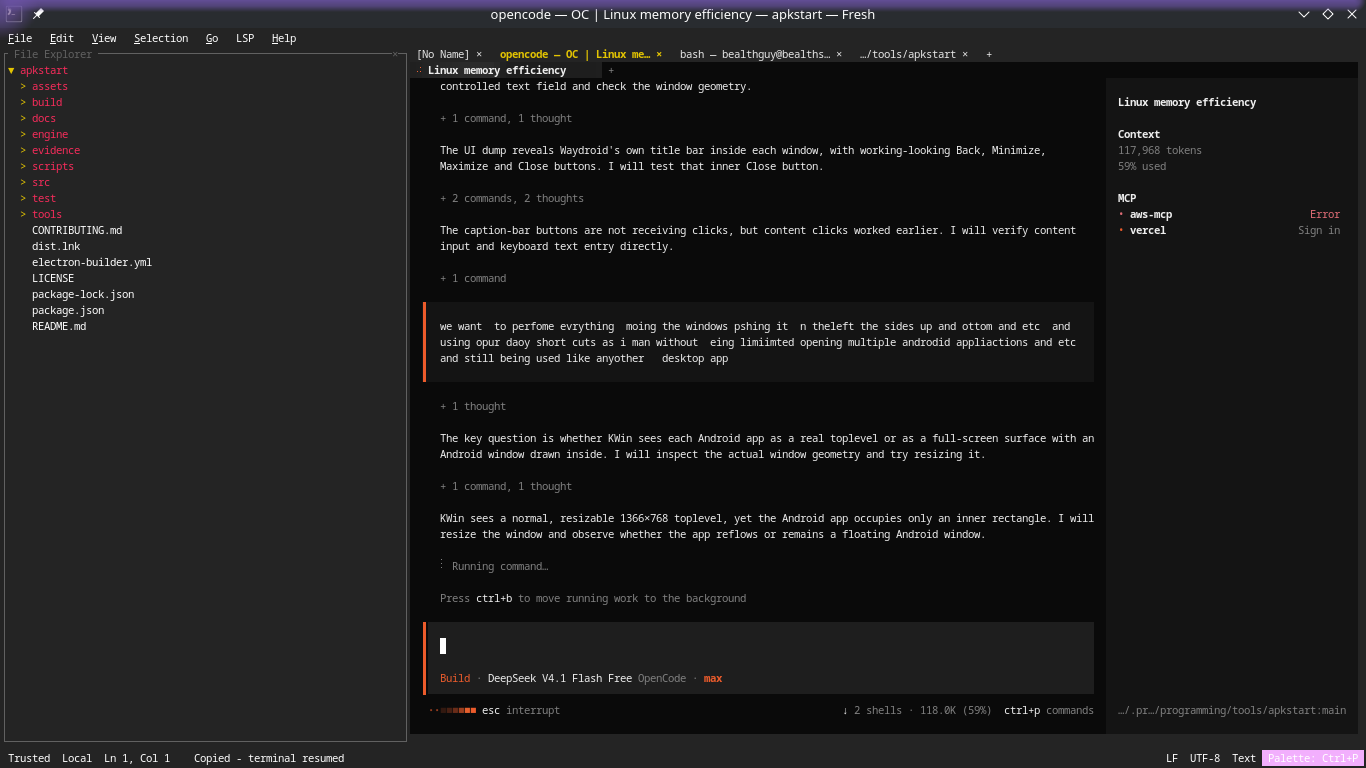 opencode — OC | Linux memory efficiency — apkstart — Fresh
File Edit View Selection Go LSP Help
File Explorer ×
[No Name] × opencode — OC | Linux me… × bash — bealthguy@bealths… × …/tools/apkstart × +
▼ apkstart
> assets
> build
> docs
> engine
> evidence
> scripts
> src
> test
> tools
CONTRIBUTING.md
dist.lnk
electron-builder.yml
LICENSE
package-lock.json
package.json
README.md
Linux memory efficiency +
controlled text field and check the window geometry.
+ 1 command, 1 thought
The UI dump reveals Waydroid's own title bar inside each window, with working-looking Back, Minimize,
Maximize and Close buttons. I will test that inner Close button.
+ 2 commands, 2 thoughts
The caption-bar buttons are not receiving clicks, but content clicks worked earlier. I will verify content
input and keyboard text entry directly.
+ 1 command
we want  to perfome evrything  moing the windows pshing it  n theleft the sides up and ottom and etc  and
using opur daoy short cuts as i man without  eing limiimted opening multiple androdid appliactions and etc
and still being used like anyother   desktop app
+ 1 thought
The key question is whether KWin sees each Android app as a real toplevel or as a full-screen surface with an
Android window drawn inside. I will inspect the actual window geometry and try resizing it.
+ 1 command, 1 thought
KWin sees a normal, resizable 1366×768 toplevel, yet the Android app occupies only an inner rectangle. I will
resize the window and observe whether the app reflows or remains a floating Android window.
Running command…
Press ctrl+b to move running work to the background
Build · DeepSeek V4.1 Flash Free OpenCode · max
esc interrupt ↓ 2 shells · 118.0K (59%) ctrl+p commands
Linux memory efficiency
Context
117,968 tokens
59% used
MCP
• aws-mcp Error
• vercel Sign in
…/.pr…/programming/tools/apkstart:main
Trusted Local Ln 1, Col 1 Copied - terminal resumed LF UTF-8 Text Palette: Ctrl+P